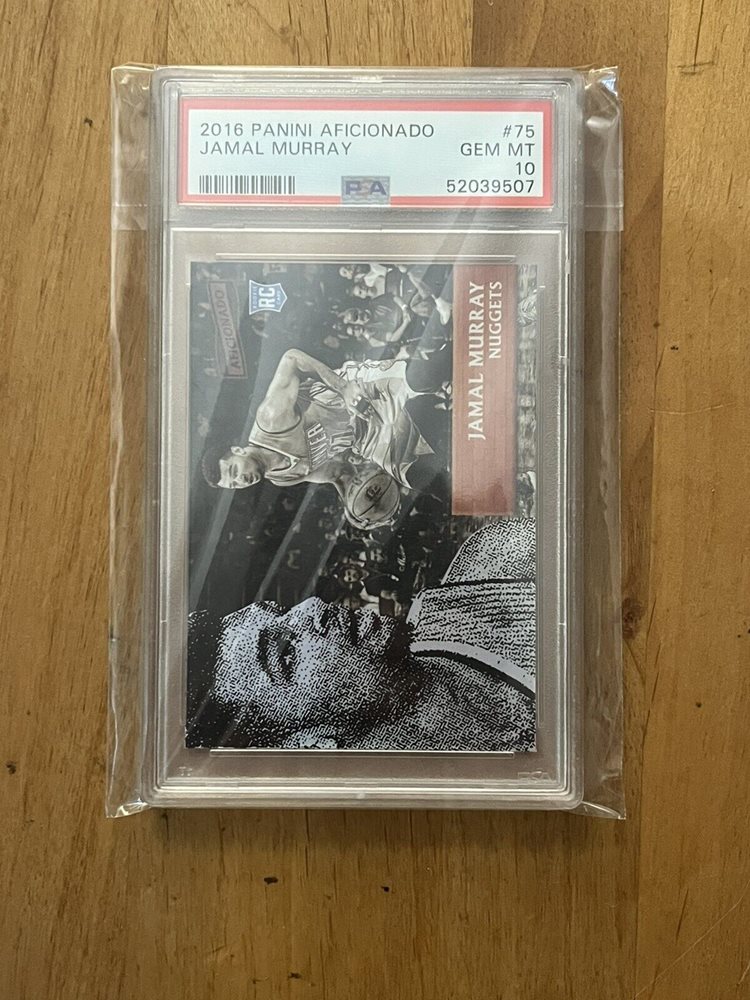 2016 PANINI AFICIONADO #75
JAMAL MURRAY GEM MT
10
PSA 52039507
AFICIONADO
RC
JAMAL MURRAY
NUGGETS